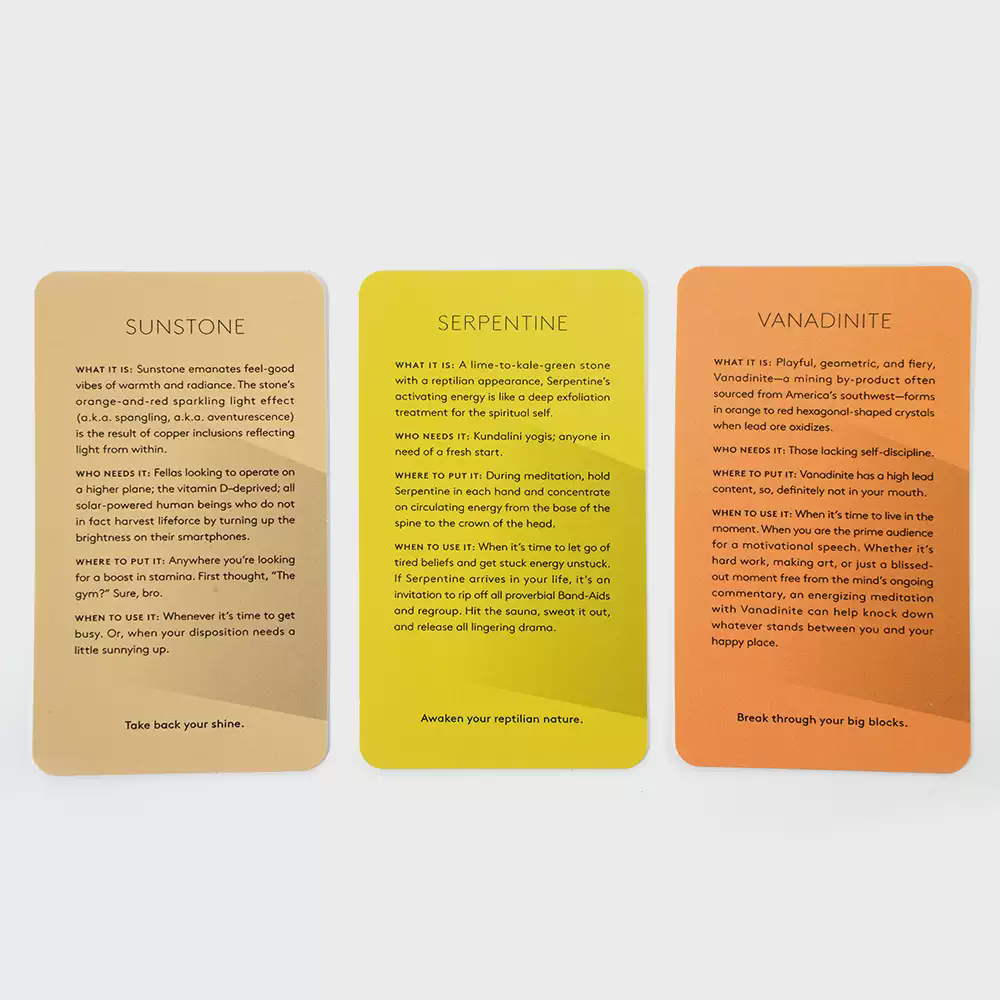 SUNSTONE
WHAT IT IS: Sunstone emanates feel-good
vibes of warmth and radiance. The stone's
orange-and-red sparkling light effect
(a.k.a. spangling, a.k.a. aventurescence)
is the result of copper inclusions reflecting
light from within.
WHO NEEDS IT: Fellas looking to operate on
a higher plane; the vitamin D–deprived; all
solar-powered human beings who do not
in fact harvest lifeforce by turning up the
brightness on their smartphones.
WHERE TO PUT IT: Anywhere you're looking
for a boost in stamina. First thought, "The
gym?" Sure, bro.
WHEN TO USE IT: Whenever it's time to get
busy. Or, when your disposition needs a
little sunnying up.
Take back your shine.
SERPENTINE
WHAT IT IS: A lime-to-kale-green stone
with a reptilian appearance, Serpentine's
activating energy is like a deep exfoliation
treatment for the spiritual self.
WHO NEEDS IT: Kundalini yogis; anyone in
need of a fresh start.
WHERE TO PUT IT: During meditation, hold
Serpentine in each hand and concentrate
on circulating energy from the base of the
spine to the crown of the head.
WHEN TO USE IT: When it's time to let go of
tired beliefs and get stuck energy unstuck.
If Serpentine arrives in your life, it's an
invitation to rip off all proverbial Band-Aids
and regroup. Hit the sauna, sweat it out,
and release all lingering drama.
Awaken your reptilian nature.
VANADINITE
WHAT IT IS: Playful, geometric, and fiery,
Vanadinite—a mining by-product often
sourced from America's southwest—forms
in orange to red hexagonal-shaped crystals
when lead ore oxidizes.
WHO NEEDS IT: Those lacking self-discipline.
WHERE TO PUT IT: Vanadinite has a high lead
content, so, definitely not in your mouth.
WHEN TO USE IT: When it's time to live in the
moment. When you are the prime audience
for a motivational speech. Whether it's
hard work, making art, or just a blissed-
out moment free from the mind's ongoing
commentary, an energizing meditation
with Vanadinite can help knock down
whatever stands between you and your
happy place.
Break through your big blocks.